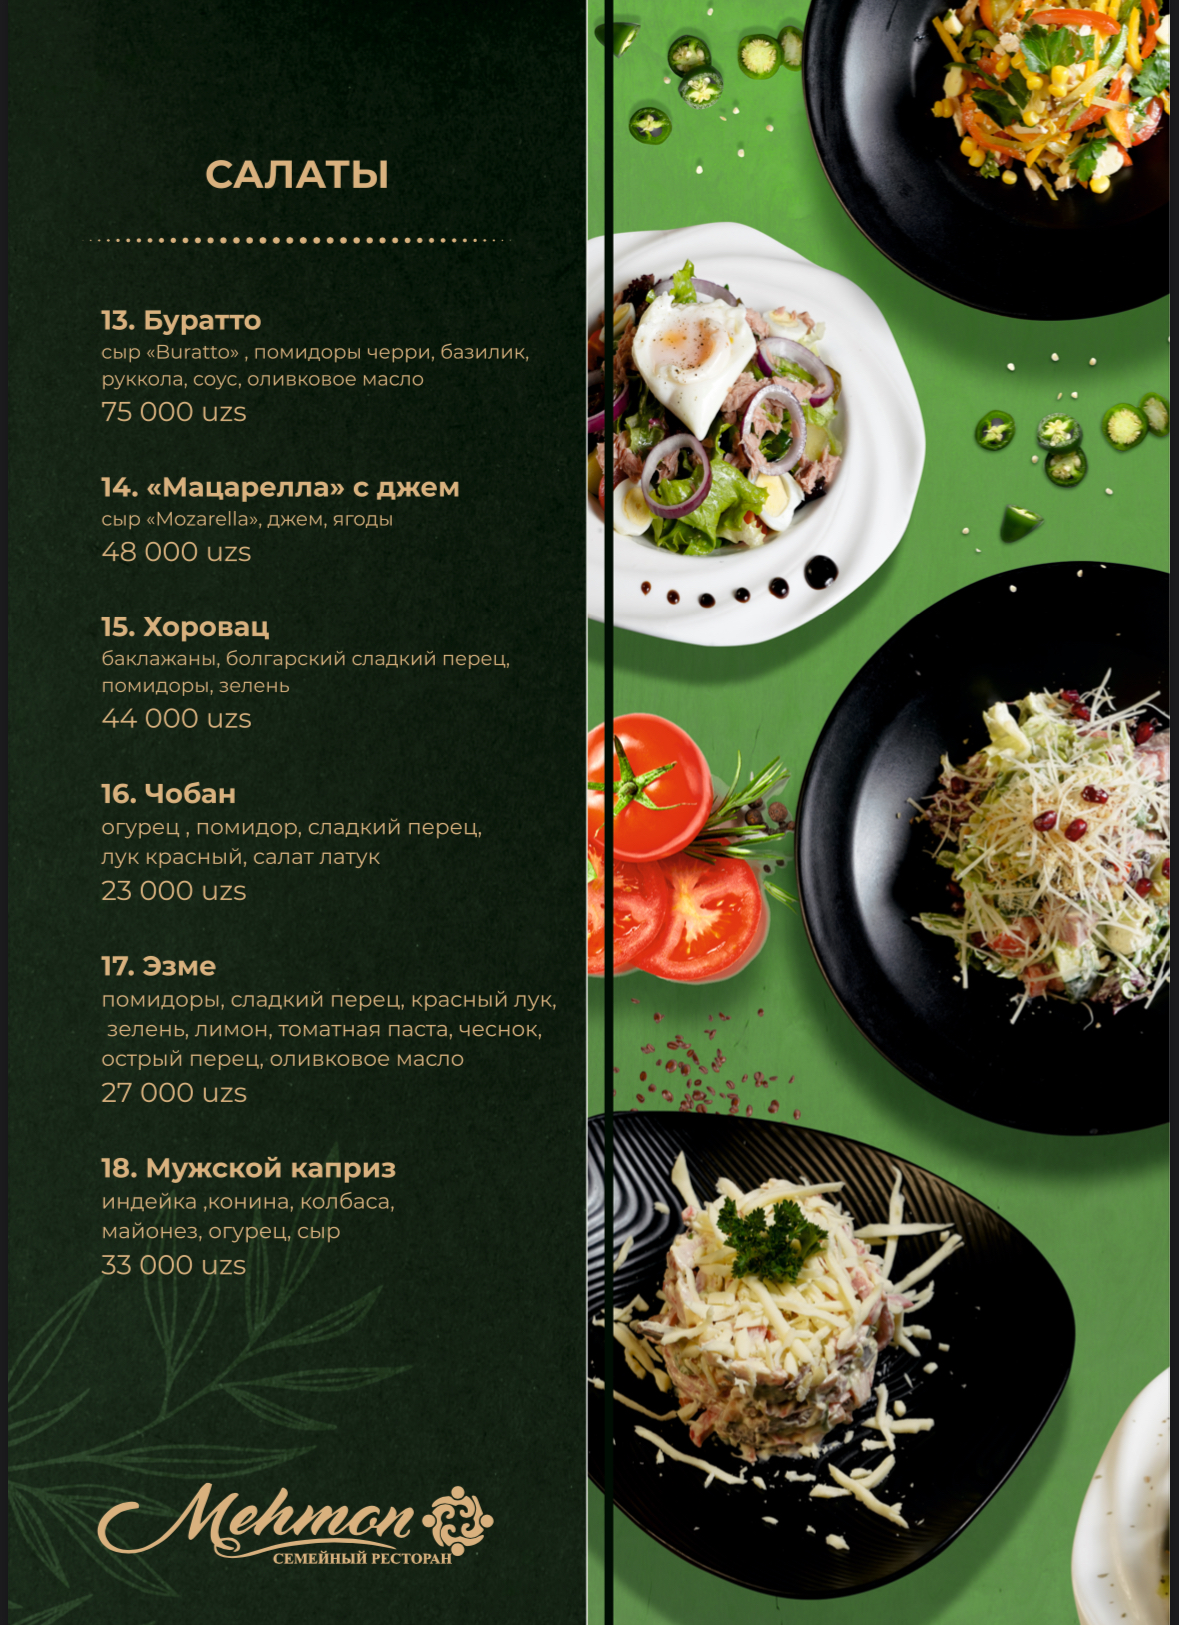 САЛАТЫ
13. Буратто
сыр «Buratto» , помидоры черри, базилик,
руккола, соус, оливковое масло
75 000 uzs
14. «Мацарелла» с джем
сыр «Mozarella», джем, ягоды
48 000 uzs
15. Хоровац
баклажаны, болгарский сладкий перец,
помидоры, зелень
44 000 uzs
16. Чобан
огурец , помидор, сладкий перец,
лук красный, салат латук
23 000 uzs
17. Эзме
помидоры, сладкий перец, красный лук,
зелень, лимон, томатная паста, чеснок,
острый перец, оливковое масло
27 000 uzs
18. Мужской каприз
индейка ,конина, колбаса,
майонез, огурец, сыр
33 000 uzs
Mehmon
СЕМЕЙНЫЙ РЕСТОРАН